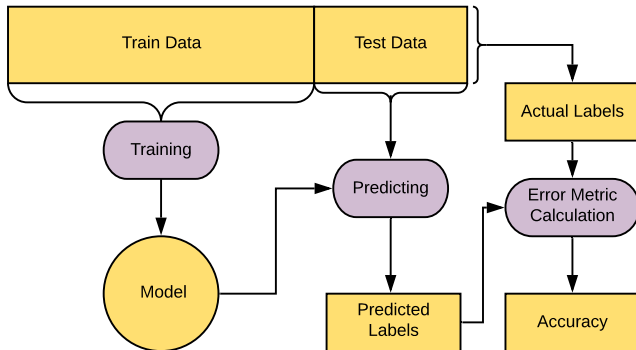 Train Data
Test Data
Actual Labels
Training
Predicting
Error Metric
Calculation
Model
Predicted
Labels
Accuracy